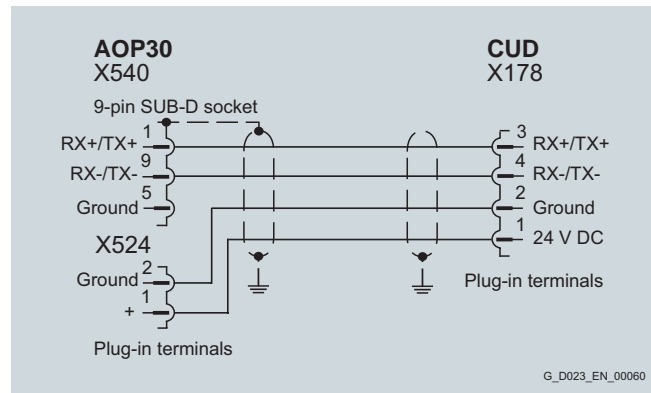 AOP30
X540
9-pin SUB-D socket
1
RX+/TX+
9
RX-/TX-
5
Ground
X524
2
Ground
1
+
Plug-in terminals
CUD
X178
3
RX+/TX+
4
RX-/TX-
2
Ground
1
24 V DC
Plug-in terminals
G_D023_EN_00060